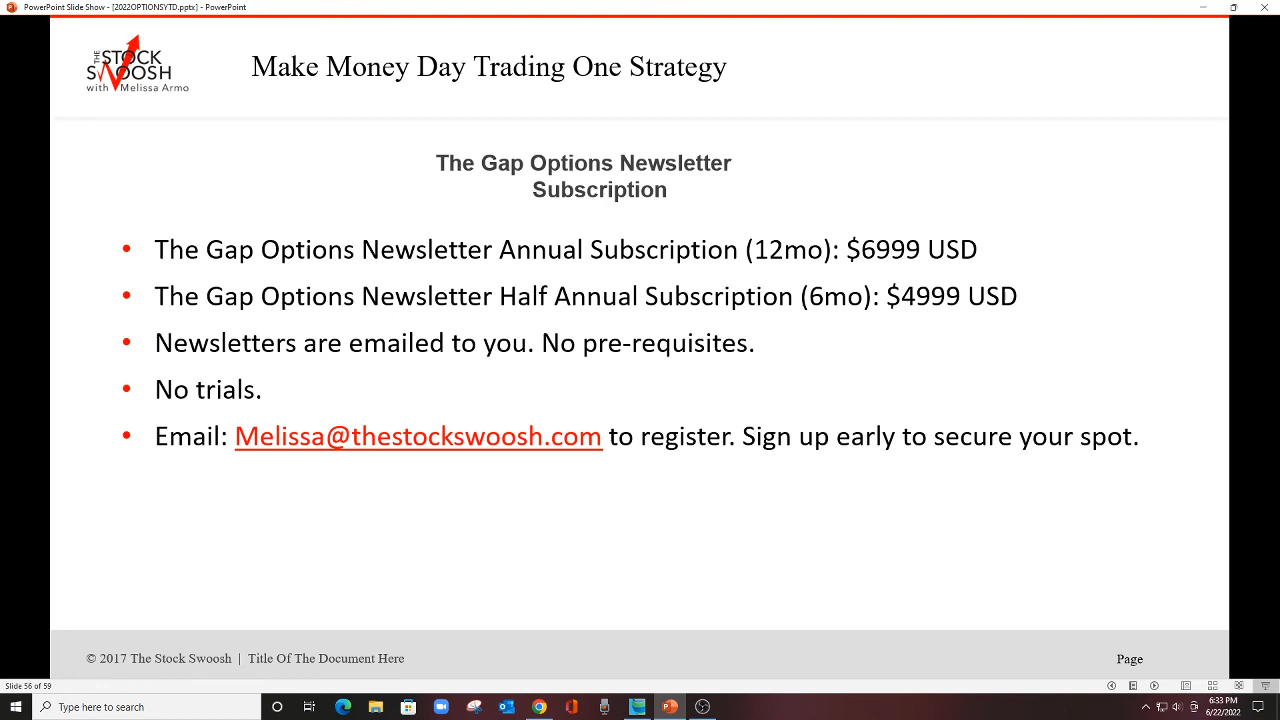 PowerPoint Slide Show - [2022OPTIONSYTD.pptx] - PowerPoint
THE STOCK
SWOOSH
with Melissa Armo
Make Money Day Trading One Strategy
The Gap Options Newsletter
Subscription
• The Gap Options Newsletter Annual Subscription (12mo): $6999 USD
• The Gap Options Newsletter Half Annual Subscription (6mo): $4999 USD
• Newsletters are emailed to you. No pre-requisites.
• No trials.
• Email: Melissa@thestockswoosh.com to register. Sign up early to secure your spot.
© 2017 The Stock Swoosh | Title Of The Document Here
Page
Slide 56 of 59
Type here to search
6:33 PM
6/22/2022